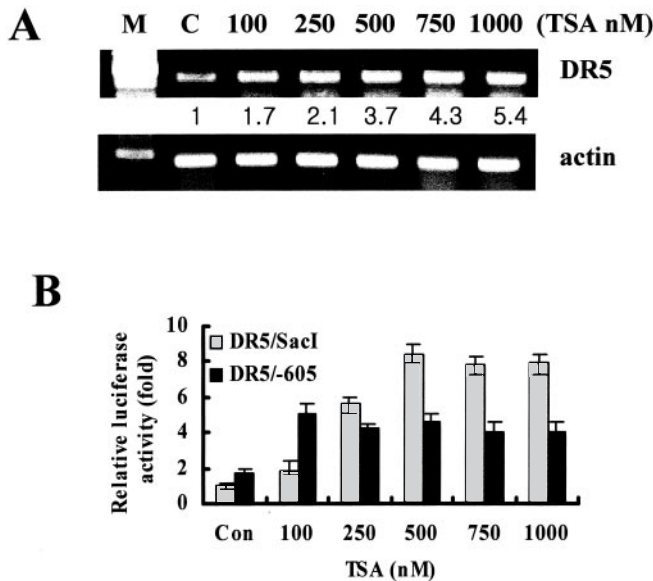 A
M C 100 250 500 750 1000 (TSA nM)
DR5
1 1.7 2.1 3.7 4.3 5.4
actin
B
Relative luciferase
activity (fold)
10
8
6
4
2
0
DR5/SacI
DR5/-605
Con 100 250 500 750 1000
TSA (nM)